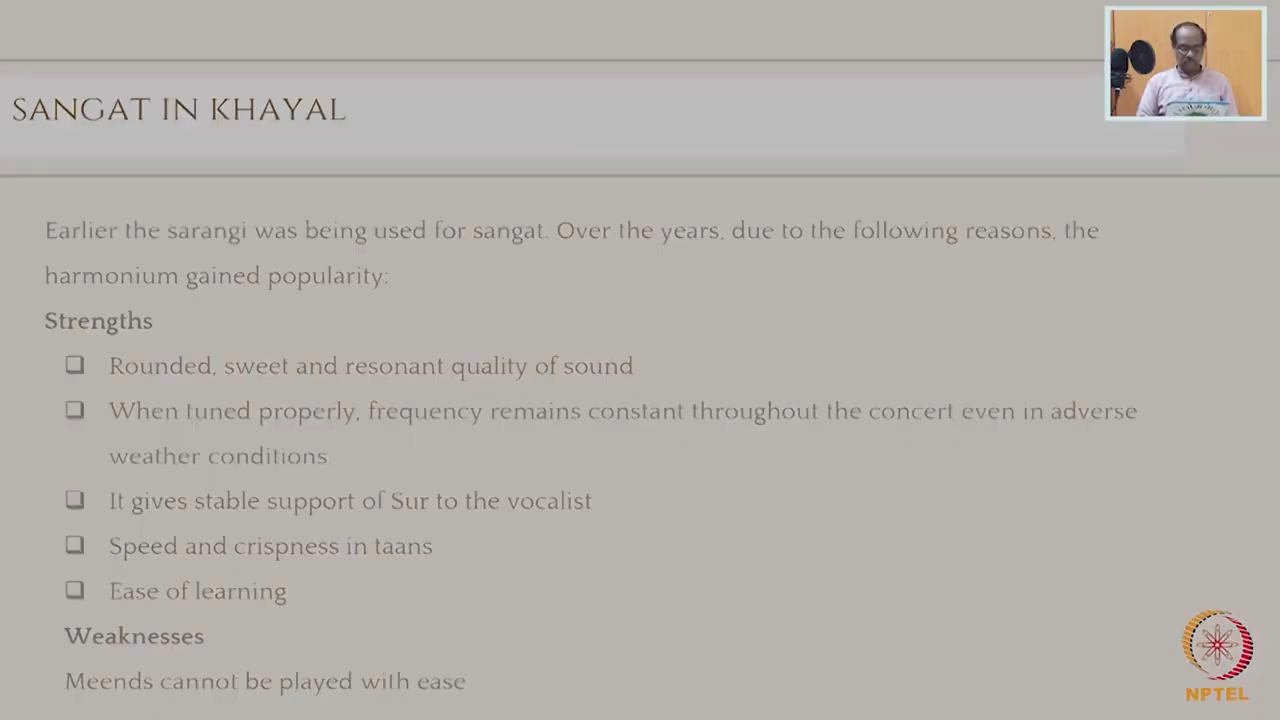 SANGAT IN KHAYAL
Earlier the sarangi was being used for sangat. Over the years, due to the following reasons, the
harmonium gained popularity:
Strengths
❑ Rounded, sweet and resonant quality of sound
❑ When tuned properly, frequency remains constant throughout the concert even in adverse
weather conditions.
❑ It gives stable support of Sur to the vocalist
❑ Speed and crispness in taans
❑ Ease of learning
Weaknesses
Meends cannot be played with ease
NPTEL